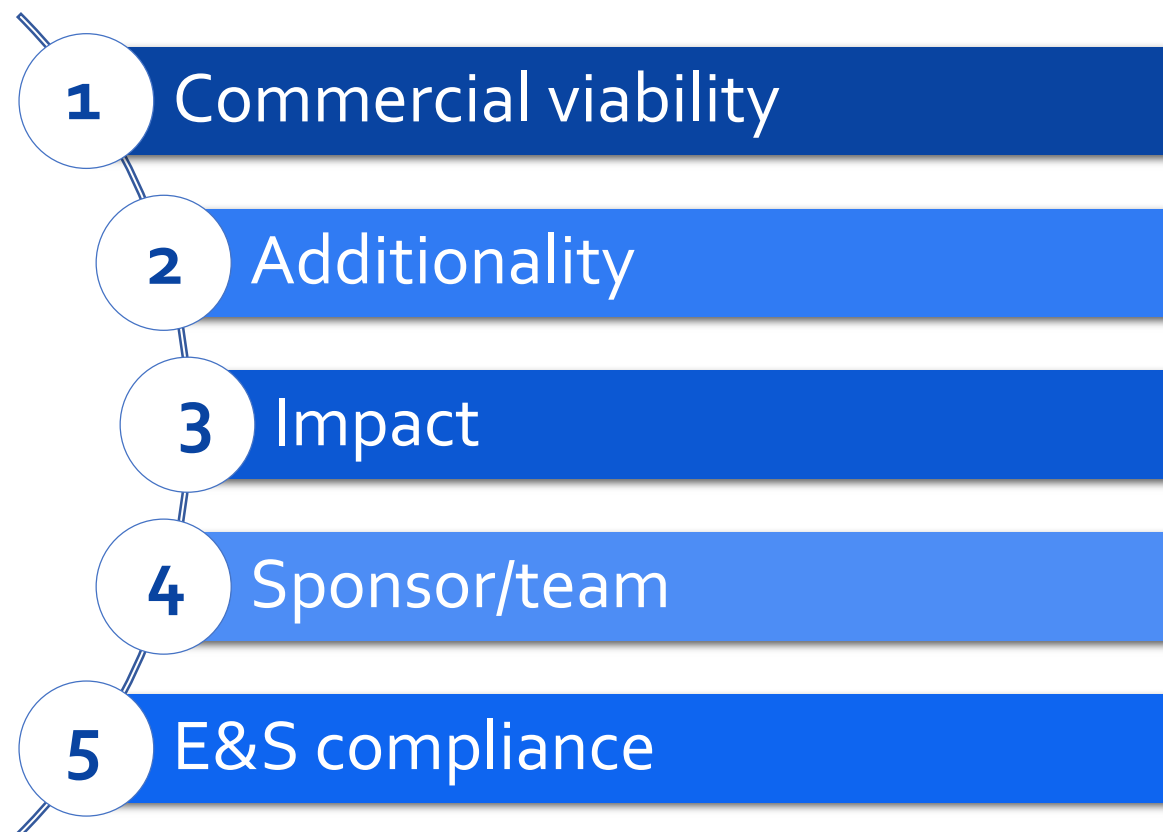 1 Commercial viability
2 Additionality
3 Impact
4 Sponsor/team
5 E&S compliance